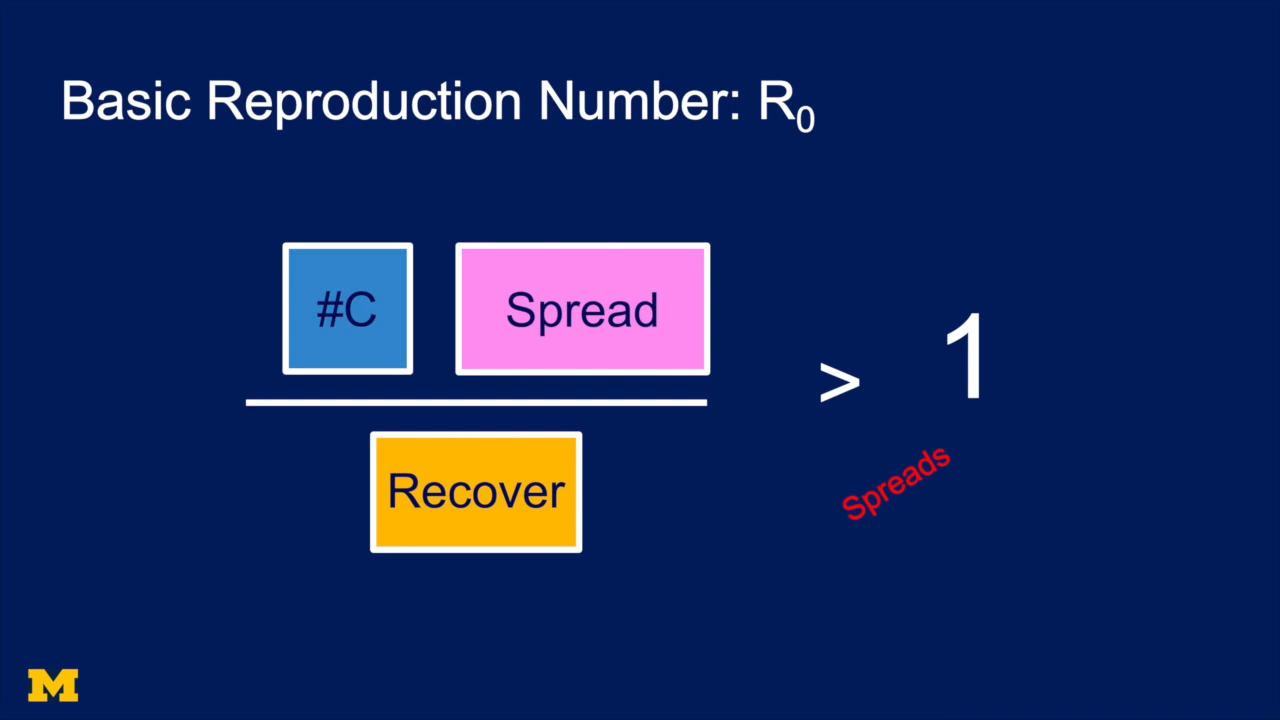 Basic Reproduction Number: R₀
#C
Spread
> 1
Recover
Spreads
M